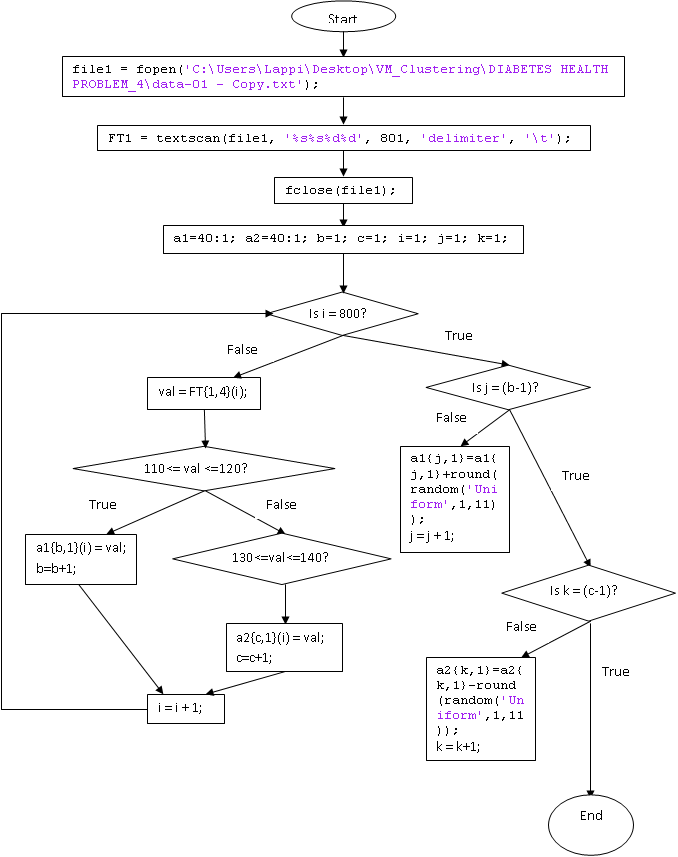 Start
file1 = fopen('C:\Users\Lappi\Desktop\VM_Clustering\DIABETES HEALTH
PROBLEM_4\data-01 - Copy.txt');
FT1 = textscan(file1, '%s%s%d%d', 801, 'delimiter', '\t');
fclose(file1);
a1=40:1; a2=40:1; b=1; c=1; i=1; j=1; k=1;
Is i = 800?
False
True
val = FT{1,4}(i);
Is j = (b-1)?
False
a1{j,1}=a1{
j,1}+round(
random('Uni
form',1,11)
);
j = j + 1;
True
110<= val <=120?
True
False
a1{b,1}(i) = val;
b=b+1;
130<=val<=140?
Is k = (c-1)?
False
True
a2{c,1}(i) = val;
c=c+1;
a2{k,1}=a2{
k,1}-round
(random('Un
iform',1,11
));
k = k+1;
i = i + 1;
End